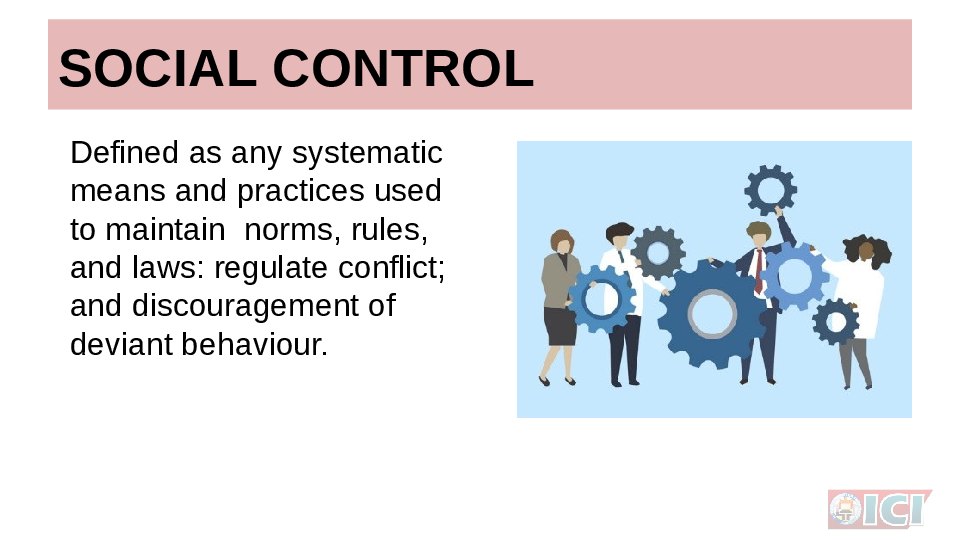 SOCIAL CONTROL
Defined as any systematic
means and practices used
to maintain  norms, rules,
and laws: regulate conflict;
and discouragement of
deviant behaviour.
ICI